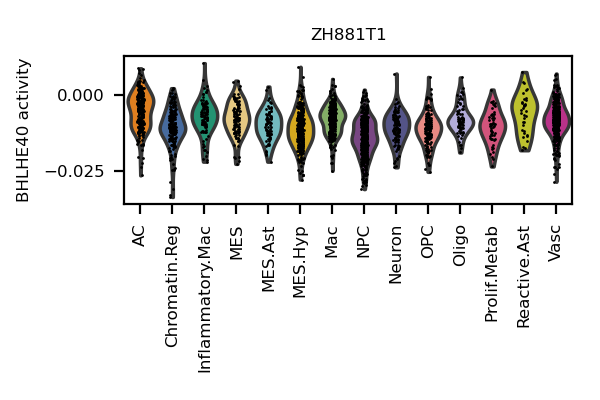 ZH881T1
BHLHE40 activity
0.000
−0.025
AC
Chromatin.Reg
Inflammatory.Mac
MES
MES.Ast
MES.Hyp
Mac
NPC
Neuron
OPC
Oligo
Prolif.Metab
Reactive.Ast
Vasc